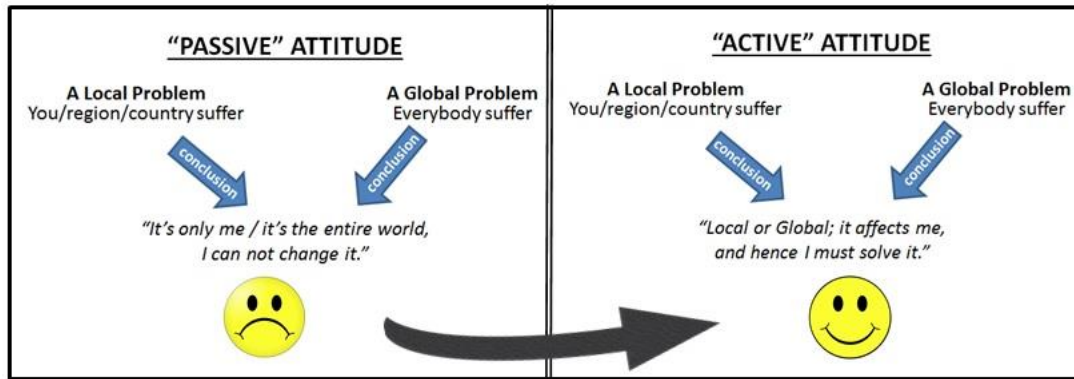 “PASSIVE” ATTITUDE
A Local Problem
You/region/country suffer
A Global Problem
Everybody suffer
conclusion
conclusion
“It’s only me / it’s the entire world,
I can not change it.”
“ACTIVE” ATTITUDE
A Local Problem
You/region/country suffer
A Global Problem
Everybody suffer
conclusion
conclusion
“Local or Global; it affects me,
and hence I must solve it.”